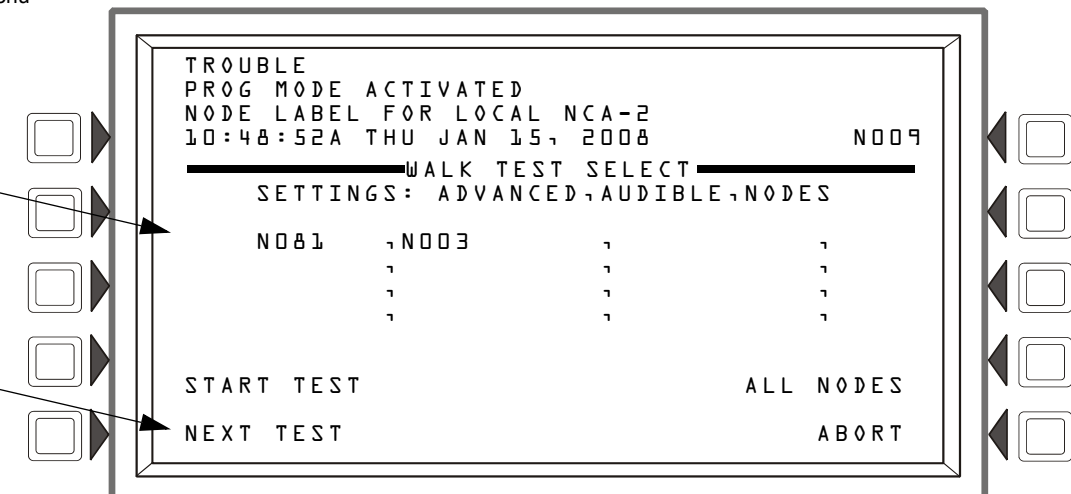 TROUBLE
PROG MODE ACTIVATED
NODE LABEL FOR LOCAL NCA-2
10:48:52A THU JAN 15, 2008 N009
WALK TEST SELECT
SETTINGS: ADVANCED,AUDIBLE,NODES
N081 ,N003 , ,
, , ,
, , ,
, , ,
START TEST ALL NODES
NEXT TEST ABORT